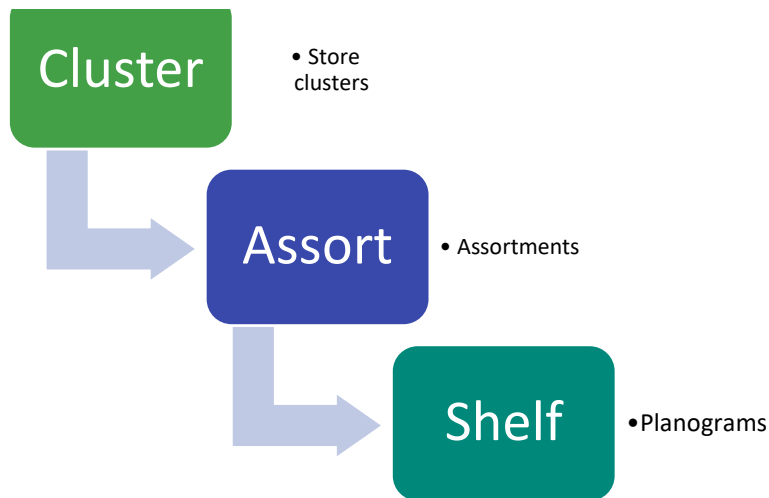 Cluster
• Store
clusters
Assort
• Assortments
Shelf
•Planograms